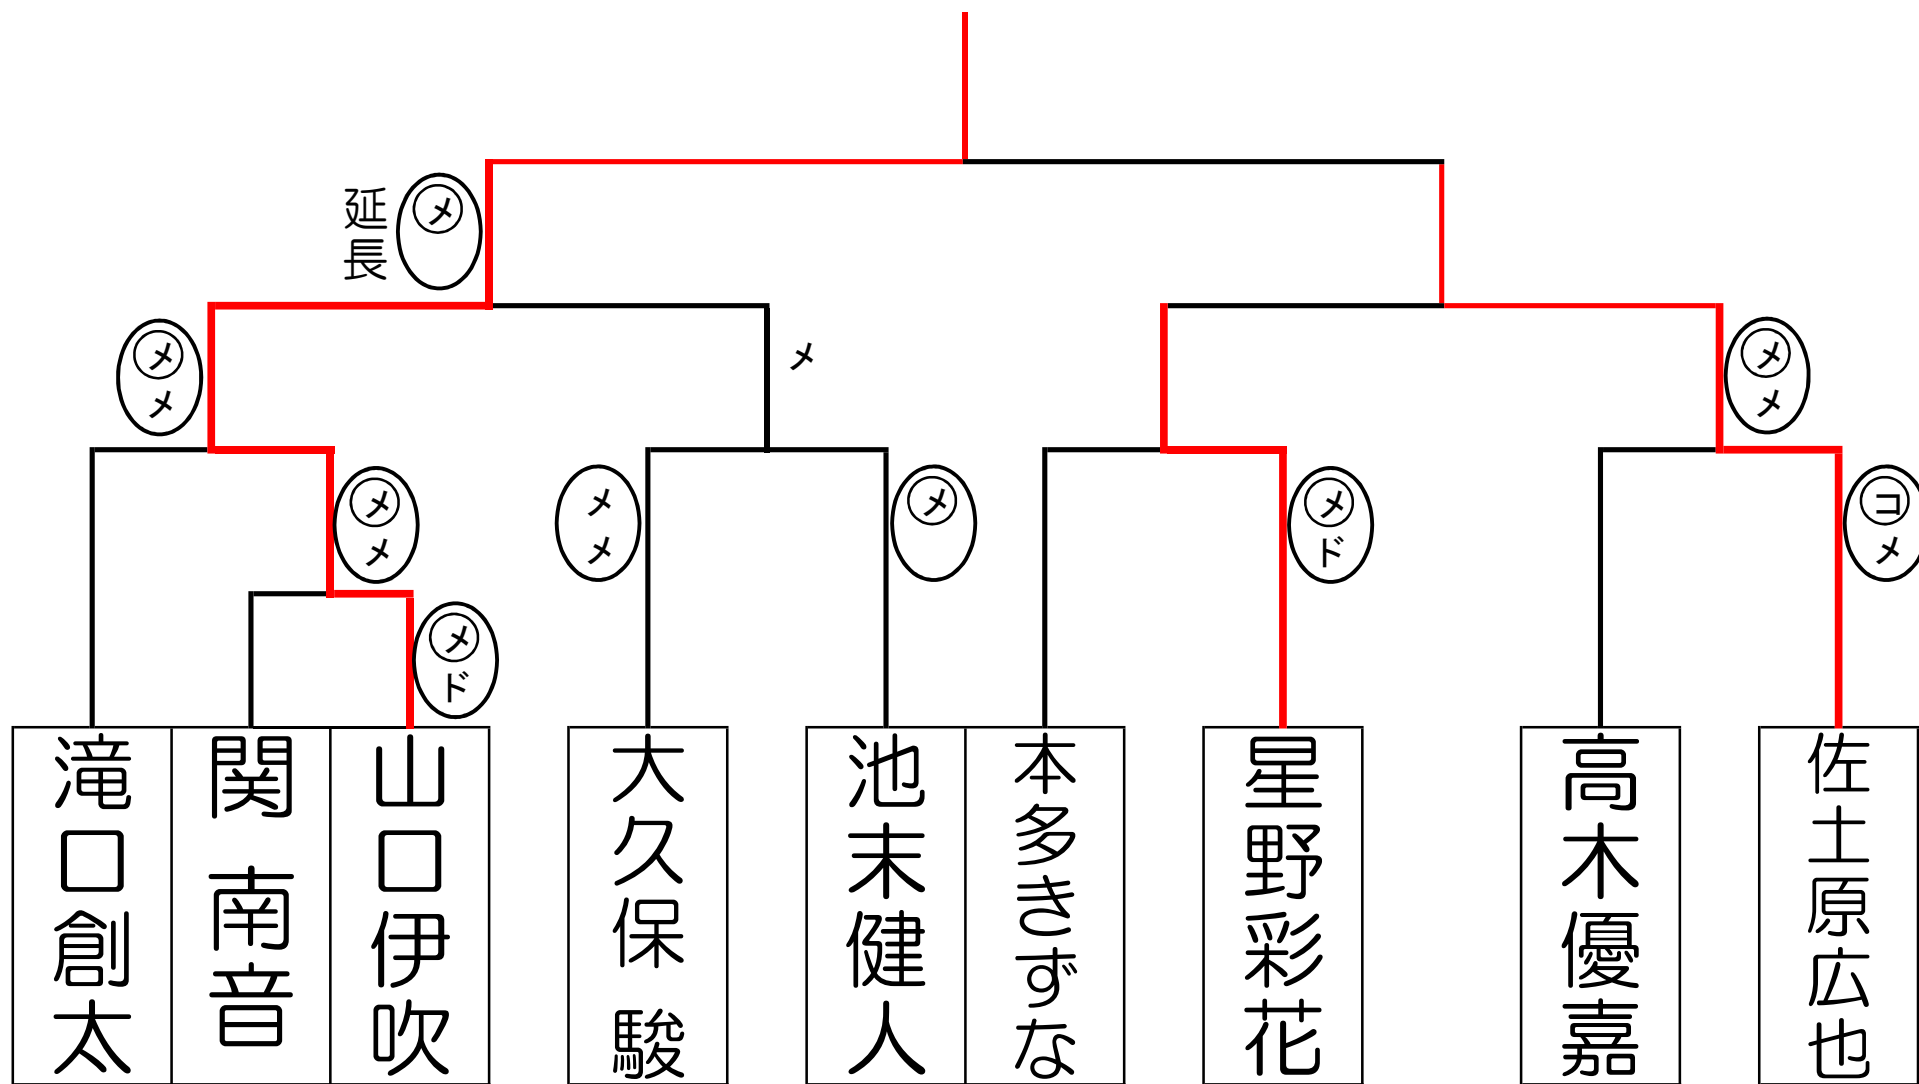 延長
メ
メ
メ
メ
メ
メ
メ
メ
メ
メ
メ
メ
ド
コ
メ
メ
ド
滝口創太
関 南音
山口伊吹
大久保 駿
池末健人
本多きずな
星野彩花
高木優嘉
佐土原広也